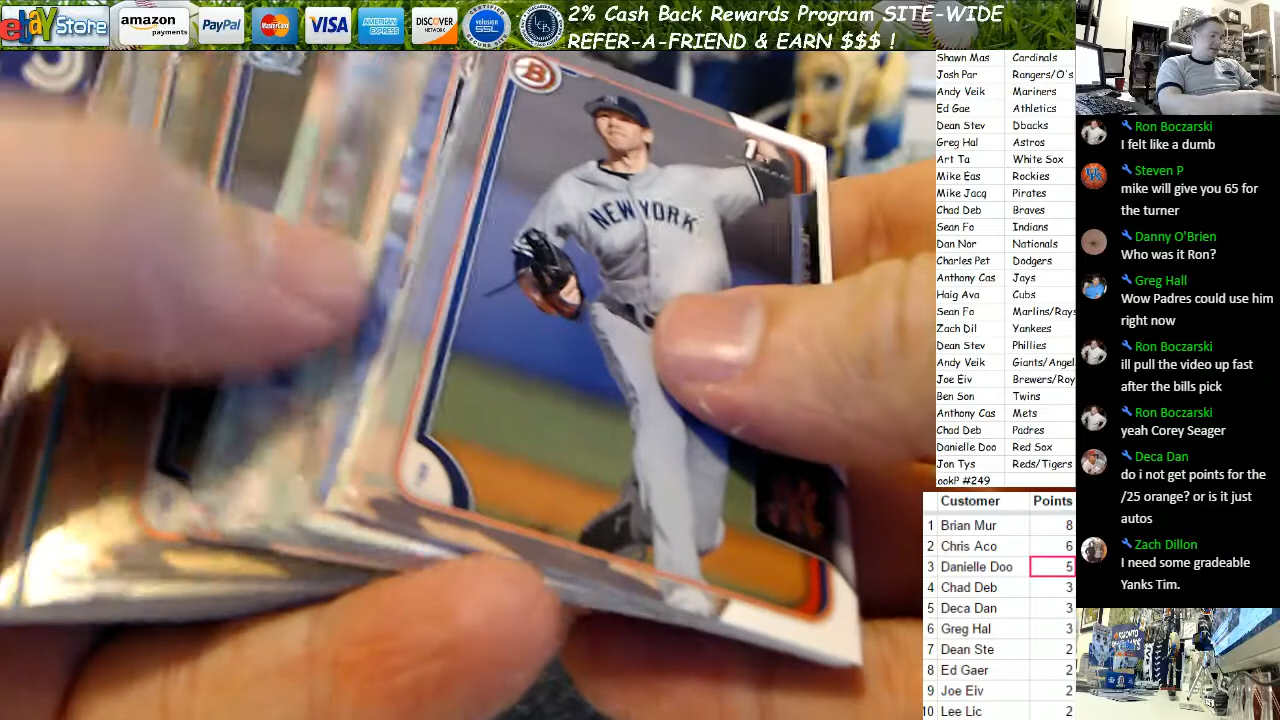 ebay Store
amazon
payments
PayPal
MasterCard
VISA
AMERICAN
EXPRESS
DISCOVER
NETWORK
volusion
SSL
2% Cash Back Rewards Program SITE-WIDE
REFER-A-FRIEND & EARN $$$ !
B
NEW YORK
Shawn Mas Cardinals
Josh Par Rangers/O's
Andy Veik Mariners
Ed Gae Athletics
Dean Stev Dbacks
Greg Hal Astros
Art Ta White Sox
Mike Eas Rockies
Mike Jacq Pirates
Chad Deb Braves
Sean Fo Indians
Dan Nor Nationals
Charles Pet Dodgers
Anthony Cas Jays
Haig Ava Cubs
Sean Fo Marlins/Rays
Zach Dil Yankees
Dean Stev Phillies
Andy Veik Giants/Angel
Joe Eiv Brewers/Roy
Ben Son Twins
Anthony Cas Mets
Chad Deb Padres
Danielle Doo Red Sox
Jon Tys Reds/Tigers
ookP #249
Customer Points
1 Brian Mur 8
2 Chris Aco 6
3 Danielle Doo 5
4 Chad Deb 3
5 Deca Dan 3
6 Greg Hal 3
7 Dean Ste 2
8 Ed Gaer 2
9 Joe Eiv 2
10 Lee Lic 2
Ron Boczarski
I felt like a dumb
Steven P
mike will give you 65 for
the turner
Danny O'Brien
Who was it Ron?
Greg Hall
Wow Padres could use him
right now
Ron Boczarski
ill pull the video up fast
after the bills pick
Ron Boczarski
yeah Corey Seager
Deca Dan
do i not get points for the
/25 orange? or is it just
autos
Zach Dillon
I need some gradeable
Yanks Tim.